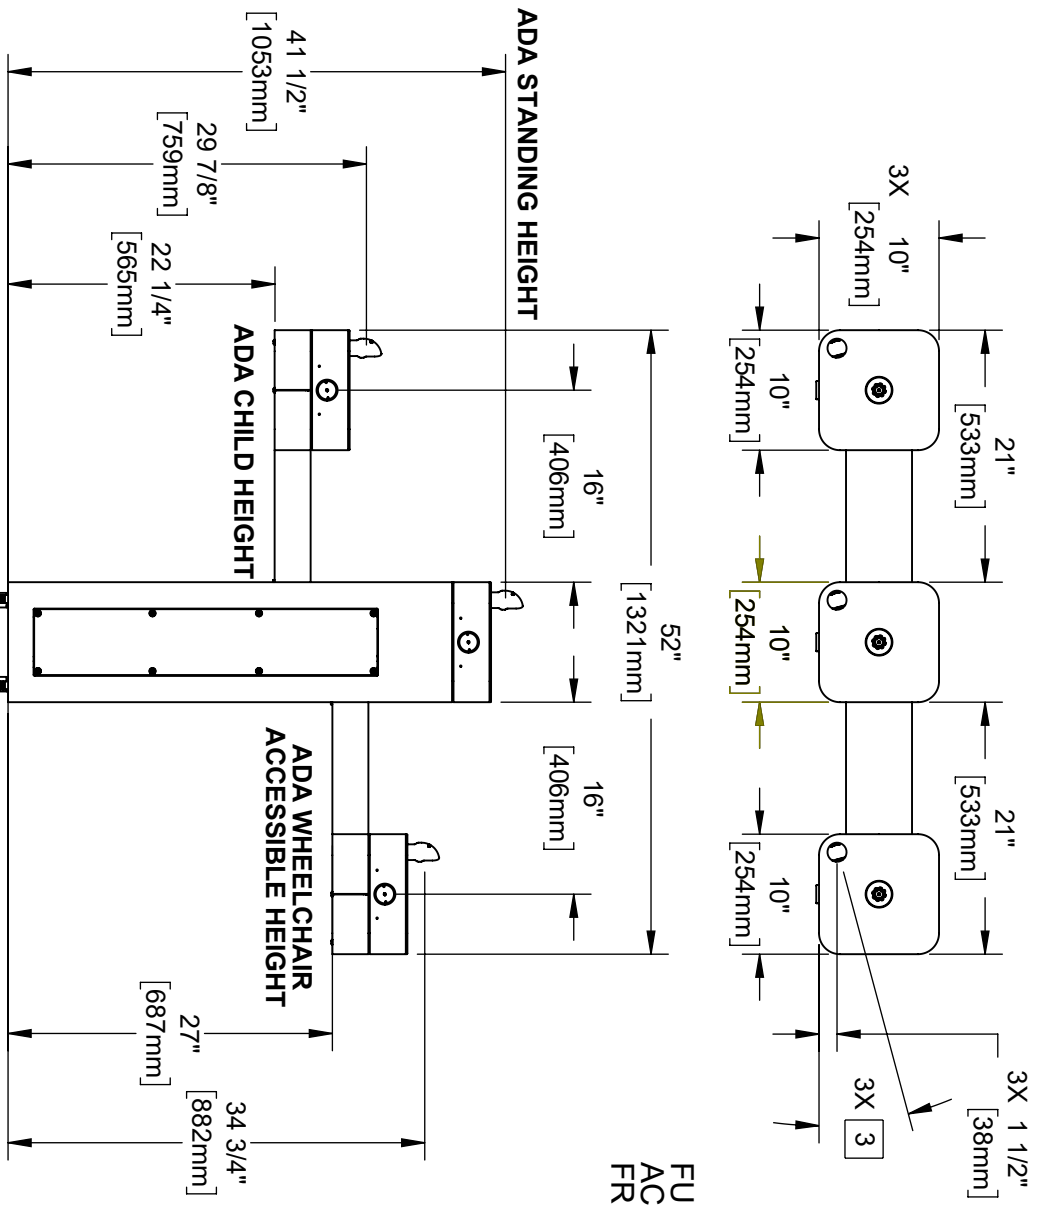 3X 1 1/2"
[38mm]
21"
[533mm]
21"
[533mm]
3X 10"
[254mm]
3X 3
10"
[254mm]
10"
[254mm]
10"
[254mm]
FU
AC
FR
52"
[1321mm]
16"
[406mm]
16"
[406mm]
ADA STANDING HEIGHT
41 1/2"
[1053mm]
29 7/8"
[759mm]
22 1/4"
[565mm]
ADA CHILD HEIGHT
ADA WHEELCHAIR
ACCESSIBLE HEIGHT
27"
[687mm]
34 3/4"
[882mm]